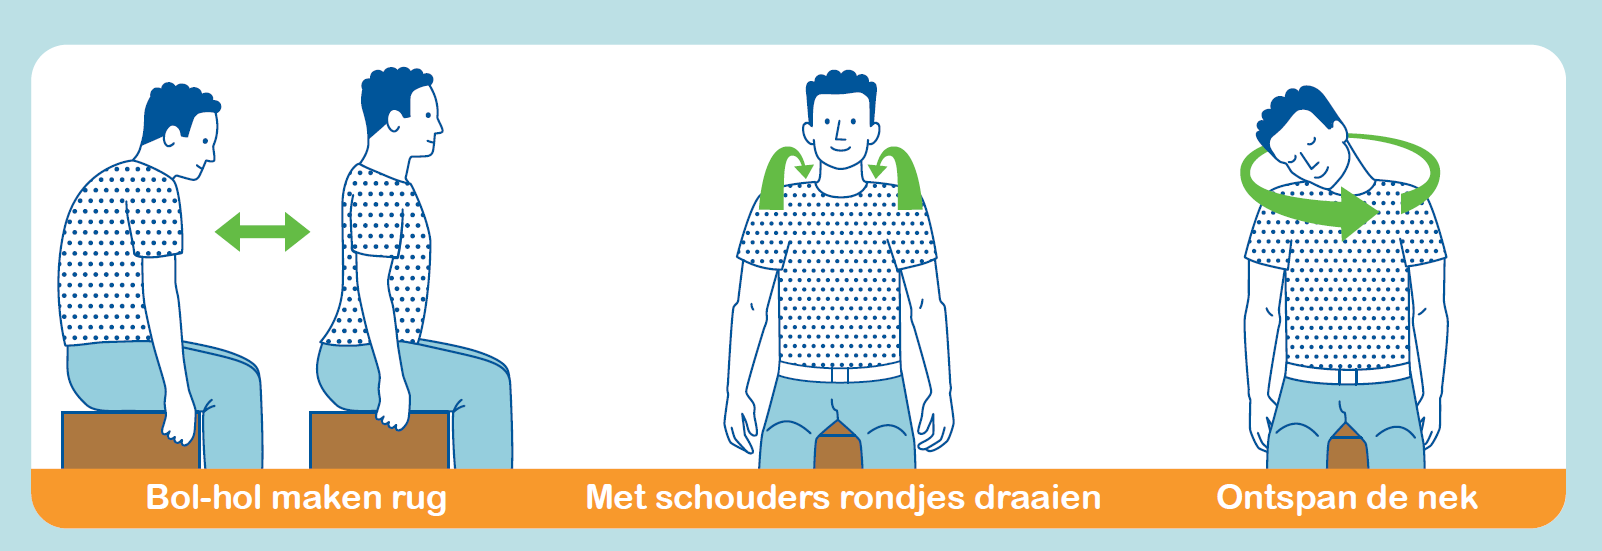 Bol-hol maken rug
Met schouders rondjes draaien
Ontspan de nek